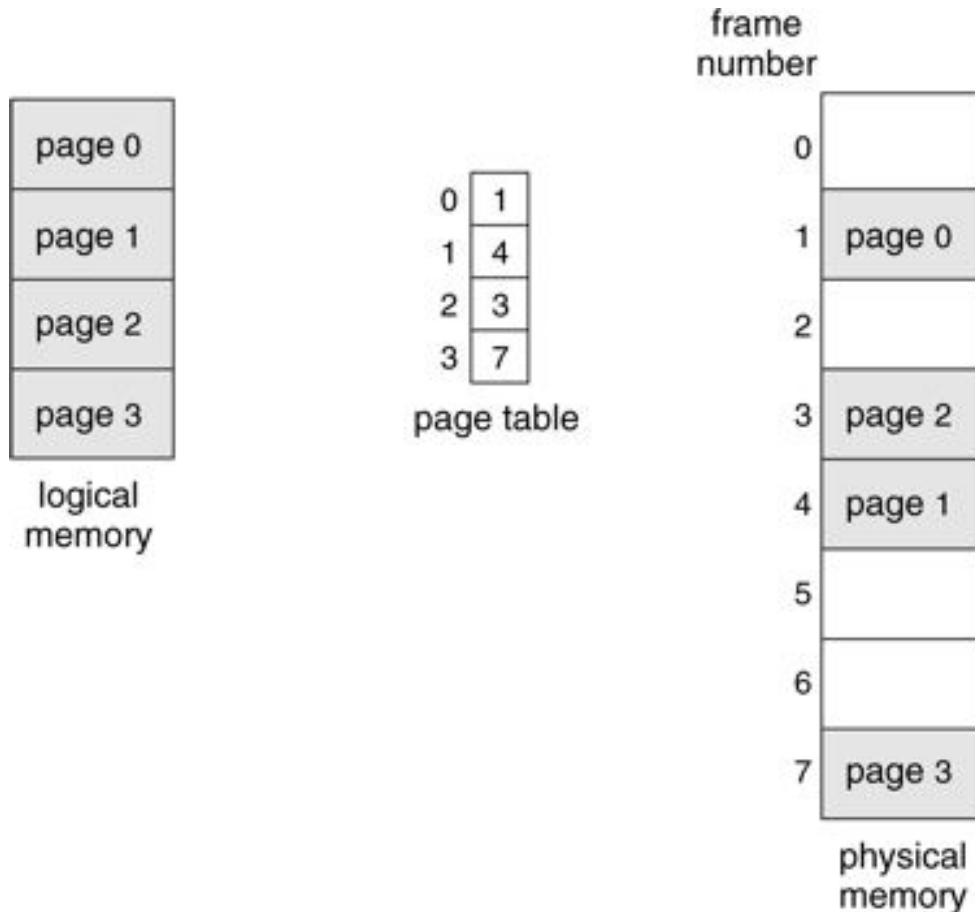 page 0
page 1
page 2
page 3
logical
memory
0 1
1 4
2 3
3 7
page table
frame
number
0
1 page 0
2
3 page 2
4 page 1
5
6
7 page 3
physical
memory